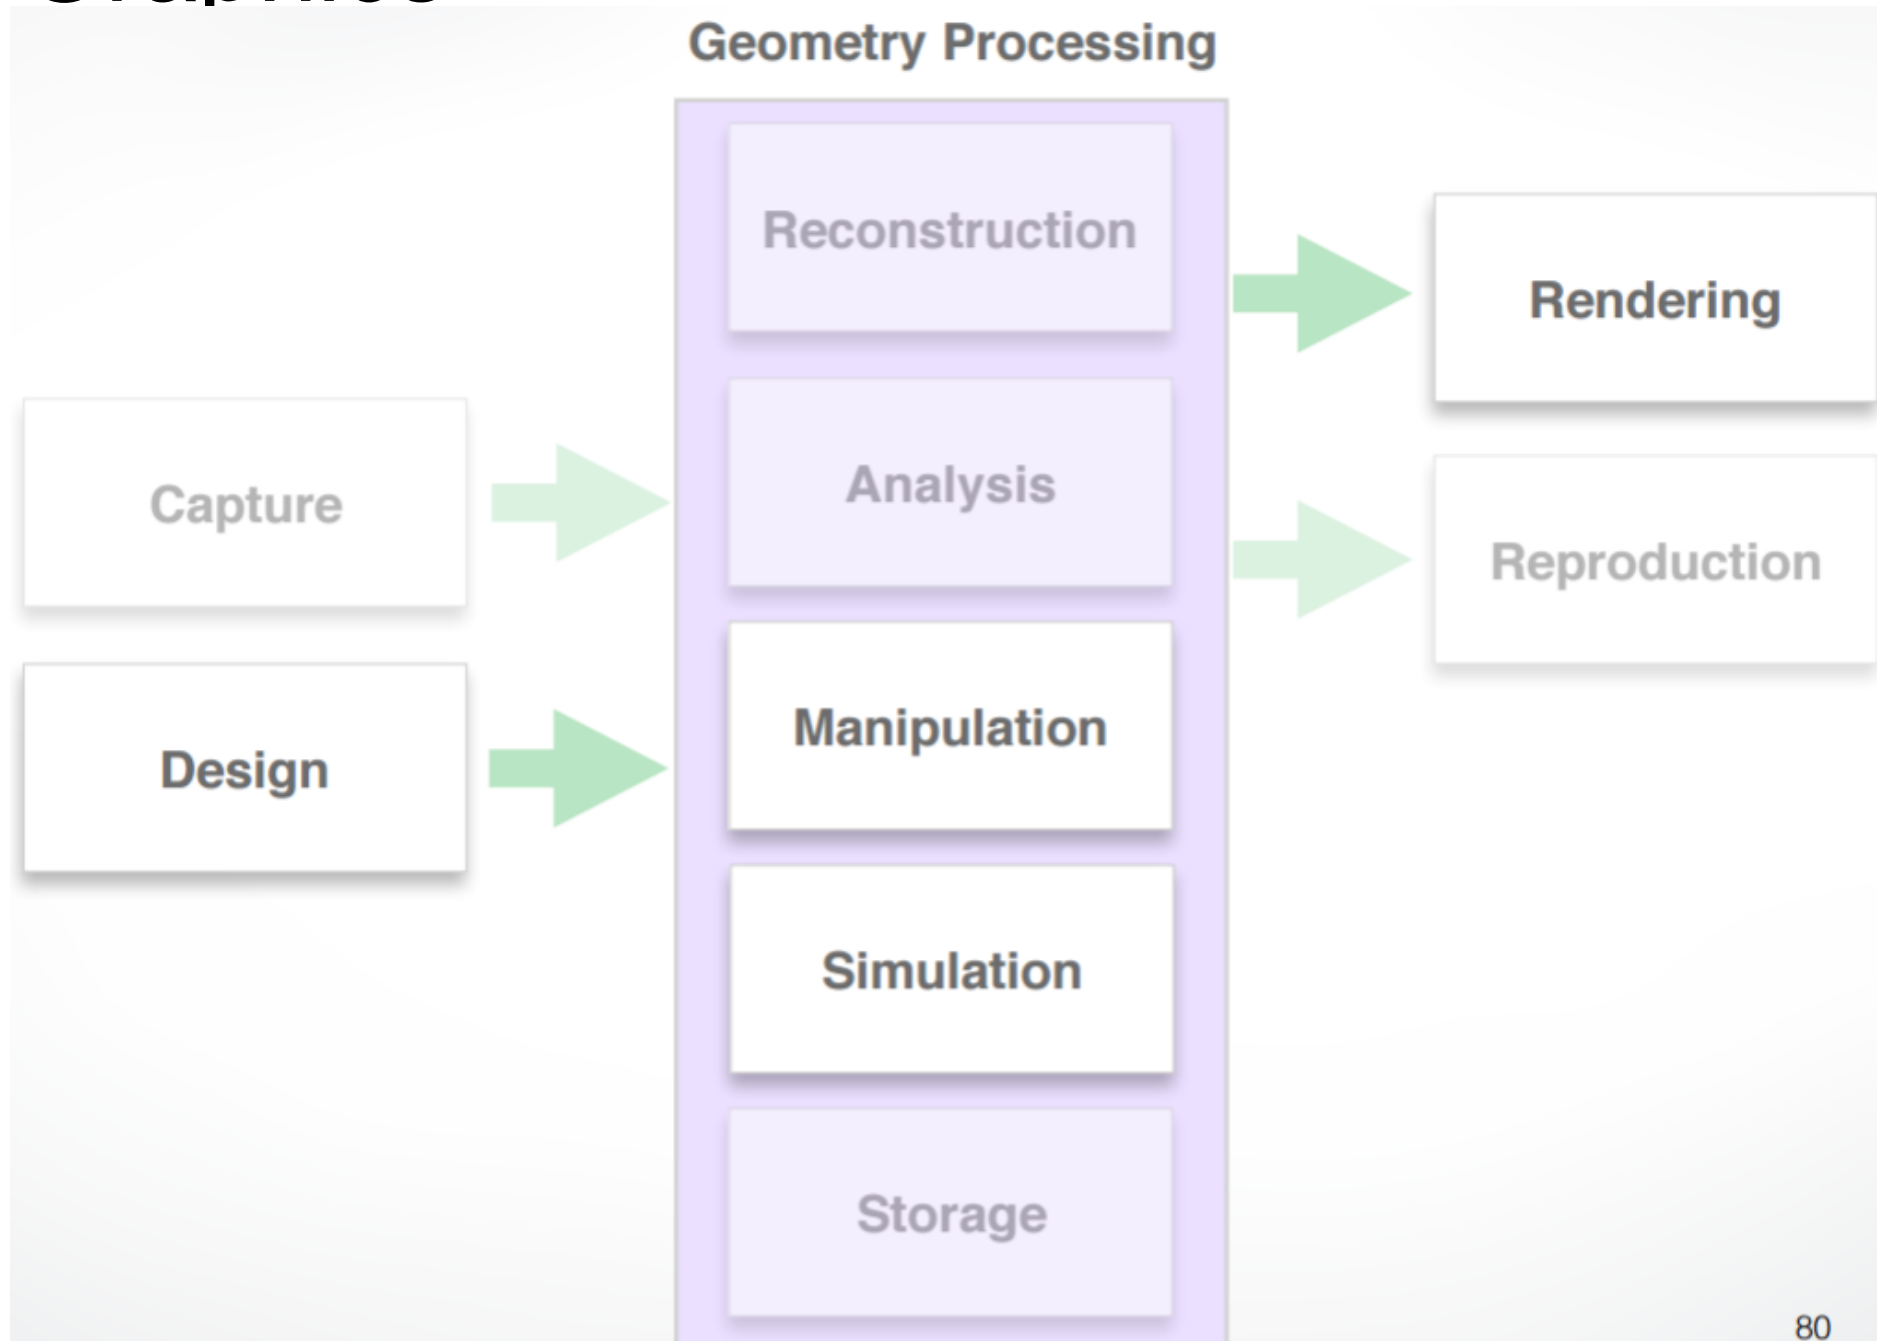 Geometry Processing
Reconstruction
Rendering
Capture
Analysis
Reproduction
Design
Manipulation
Simulation
Storage
80